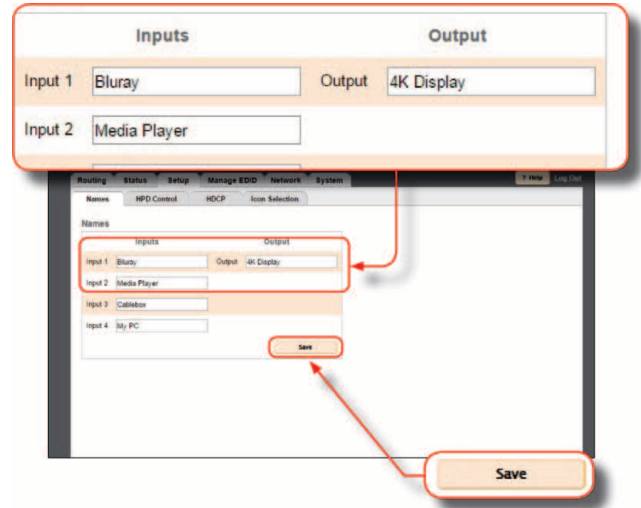 Inputs Output
Input 1 Bluray Output 4K Display
Input 2 Media Player
Routing Status Setup Manage EDID Network System ? Help Log Out
Names HPD Control HDCP Icon Selection
Names
Inputs Output
Input 1 Bluray Output 4K Display
Input 2 Media Player
Input 3 Cablebox
Input 4 My PC
Save
Save